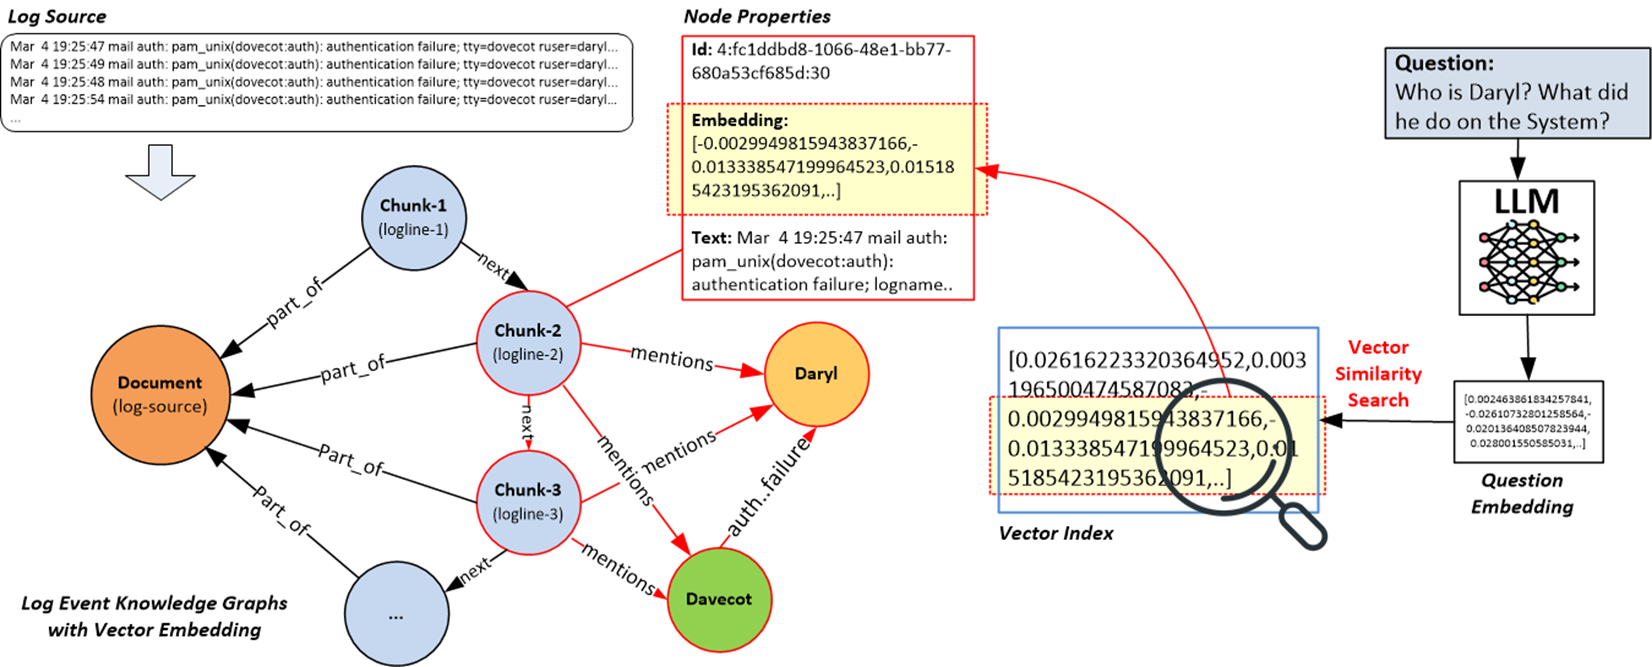 Log Source
Mar  4 19:25:47 mail auth: pam_unix(dovecot:auth): authentication failure; tty=dovecot ruser=daryl...
Mar  4 19:25:49 mail auth: pam_unix(dovecot:auth): authentication failure; tty=dovecot ruser=daryl...
Mar  4 19:25:48 mail auth: pam_unix(dovecot:auth): authentication failure; tty=dovecot ruser=daryl...
Mar  4 19:25:54 mail auth: pam_unix(dovecot:auth): authentication failure; tty=dovecot ruser=daryl...
...
Node Properties
Id: 4:fc1ddbd8-1066-48e1-bb77-
680a53cf685d:30
Embedding:
[-0.0029949815943837166,-
0.013338547199964523,0.01518
5423195362091,..]
Text: Mar  4 19:25:47 mail auth:
pam_unix(dovecot:auth):
authentication failure; logname..
Question:
Who is Daryl? What did
he do on the System?
LLM
[0.002463861834257841,
-0.02610732801258564,-
0.020136408507823944,
0.028001550585031,..]
Question
Embedding
Vector
Similarity
Search
[0.02616223320364952,0.003
196500474587083,-
0.0029949815943837166,-
0.013338547199964523,0.01
5185423195362091,..]
Vector Index
Chunk-1
(logline-1)
next
part_of
Chunk-2
(logline-2)
part_of
mentions
Daryl
Document
(log-source)
next
mentions
mentions
auth..failure
Part_of
Chunk-3
(logline-3)
Part_of
next
mentions
Davecot
...
Log Event Knowledge Graphs
with Vector Embedding